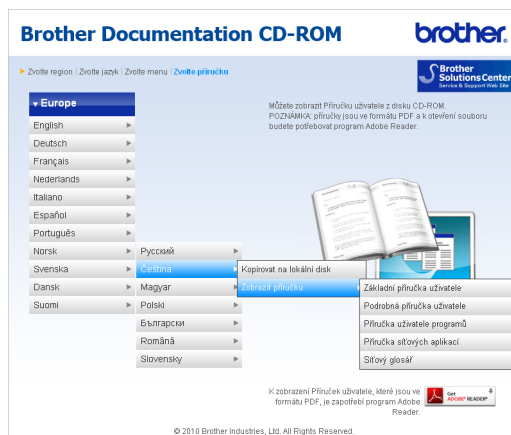 Brother Documentation CD-ROM
brother.
Zvolte region | Zvolte jazyk | Zvolte menu | Zvolte příručku
Brother
Solutions Center
Service & Support Web Site
Europe
Můžete zobrazit Příručku uživatele z disku CD-ROM.
POZNÁMKA: příručky jsou ve formátu PDF a k otevření souboru
budete potřebovat program Adobe Reader.
English
Deutsch
Français
Nederlands
Italiano
Español
Português
Norsk
Русский
Svenska
Čeština
Kopírovat na lokální disk
Dansk
Magyar
Zobrazit příručku
Základní příručka uživatele
Suomi
Polski
Podrobná příručka uživatele
Български
Příručka uživatele programů
Română
Příručka síťových aplikací
Slovensky
Síťový glosář
K zobrazení Příruček uživatele, které jsou ve
formátu PDF, je zapotřebí program Adobe
Reader.
Get
ADOBE® READER®
© 2010 Brother Industries, Ltd. All Rights Reserved.